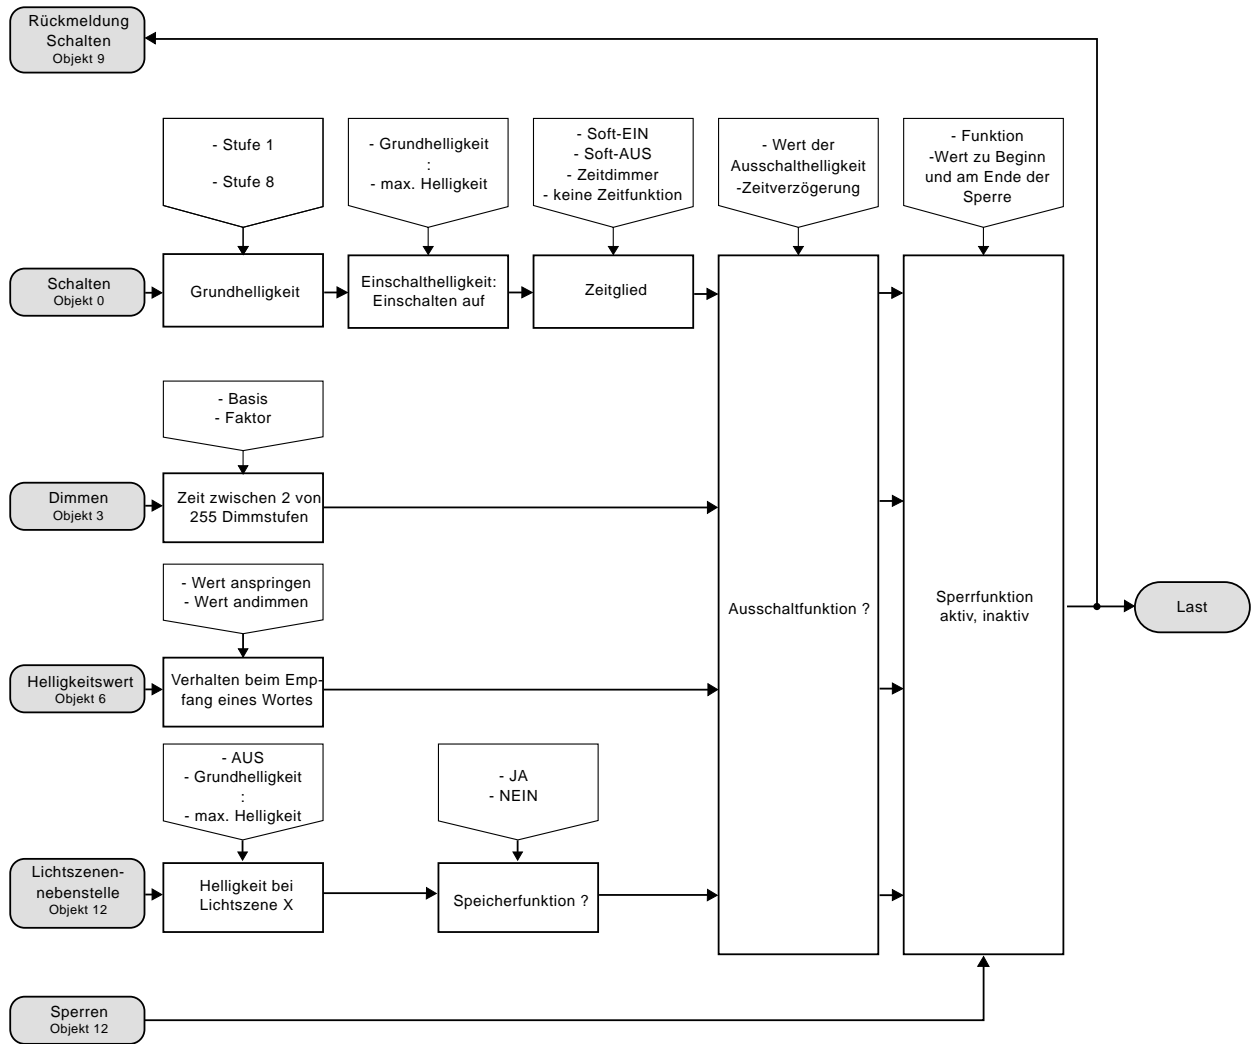 Rückmeldung
Schalten
Objekt 9
- Stufe 1
- Stufe 8
- Grundhelligkeit
:
- max. Helligkeit
- Soft-EIN
- Soft-AUS
- Zeitdimmer
- keine Zeitfunktion
- Wert der
Ausschalthelligkeit
-Zeitverzögerung
- Funktion
-Wert zu Beginn
und am Ende der
Sperre
Schalten
Objekt 0
Grundhelligkeit
Einschalthelligkeit:
Einschalten auf
Zeitglied
- Basis
- Faktor
Dimmen
Objekt 3
Zeit zwischen 2 von
255 Dimmstufen
- Wert anspringen
- Wert andimmen
Ausschaltfunktion ?
Sperrfunktion
aktiv, inaktiv
Last
Helligkeitswert
Objekt 6
Verhalten beim Emp-
fang eines Wortes
- AUS
- Grundhelligkeit
:
- max. Helligkeit
- JA
- NEIN
Lichtszenen-
nebenstelle
Objekt 12
Helligkeit bei
Lichtszene X
Speicherfunktion ?
Sperren
Objekt 12